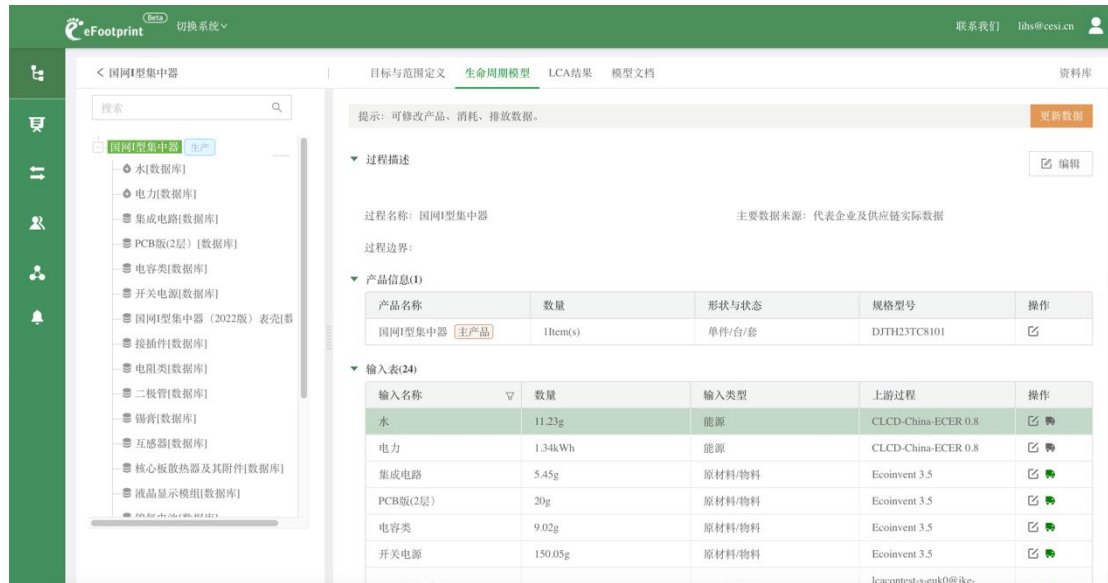 eFootprint (Beta) 切换系统 联系我们 lihs@cesi.cn
国网I型集中器 目标与范围定义 生命周期模型 LCA结果 模型文档 资料库
搜索
国网I型集中器 生产
水[数据库]
电力[数据库]
集成电路[数据库]
PCB版(2层) [数据库]
电容类[数据库]
开关电源[数据库]
国网I型集中器(2022版)表壳[数
接插件[数据库]
电阻类[数据库]
二极管[数据库]
锡膏[数据库]
互感器[数据库]
核心板散热器及其附件[数据库]
液晶显示模组[数据库]
提示:可修改产品、消耗、排放数据。 更新数据
过程描述 编辑
过程名称:国网I型集中器 主要数据来源:代表企业及供应链实际数据
过程边界:
产品信息(1)
产品名称 数量 形状与状态 规格型号 操作
国网I型集中器 主产品 1Item(s) 单件/台/套 DJTH23TC8101
输入表(24)
输入名称 数量 输入类型 上游过程 操作
水 11.23g 能源 CLCD-China-ECER 0.8
电力 1.34kWh 能源 CLCD-China-ECER 0.8
集成电路 5.45g 原材料/物料 Ecoinvent 3.5
PCB版(2层) 20g 原材料/物料 Ecoinvent 3.5
电容类 9.02g 原材料/物料 Ecoinvent 3.5
开关电源 150.05g 原材料/物料 Ecoinvent 3.5